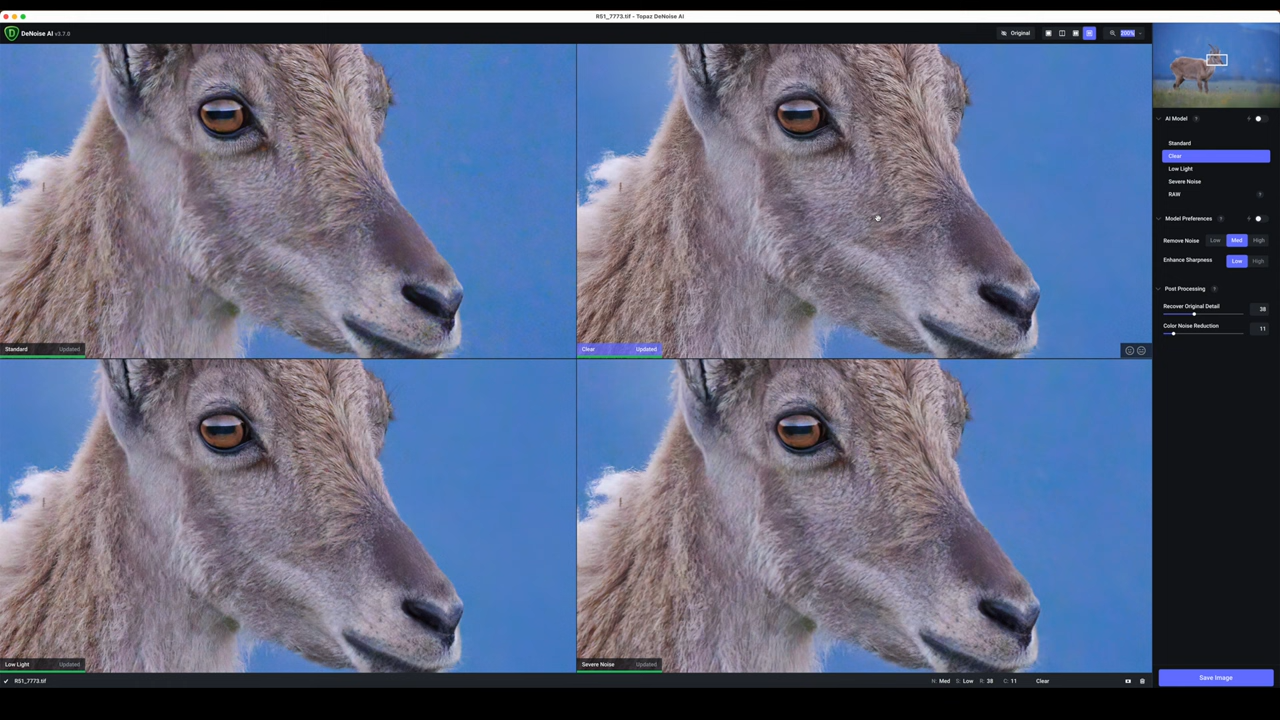 R51_7773.tif - Topaz DeNoise AI
DeNoise AI v3.7.0
Original
200%
AI Model
Standard
Clear
Low Light
Severe Noise
RAW
Model Preferences
Remove Noise Low Med High
Enhance Sharpness Low High
Post Processing
Recover Original Detail 38
Color Noise Reduction 11
Standard Updated
Clear Updated
Low Light Updated
Severe Noise Updated
R51_7773.tif
N: Med S: Low R: 38 C: 11 Clear
Save Image